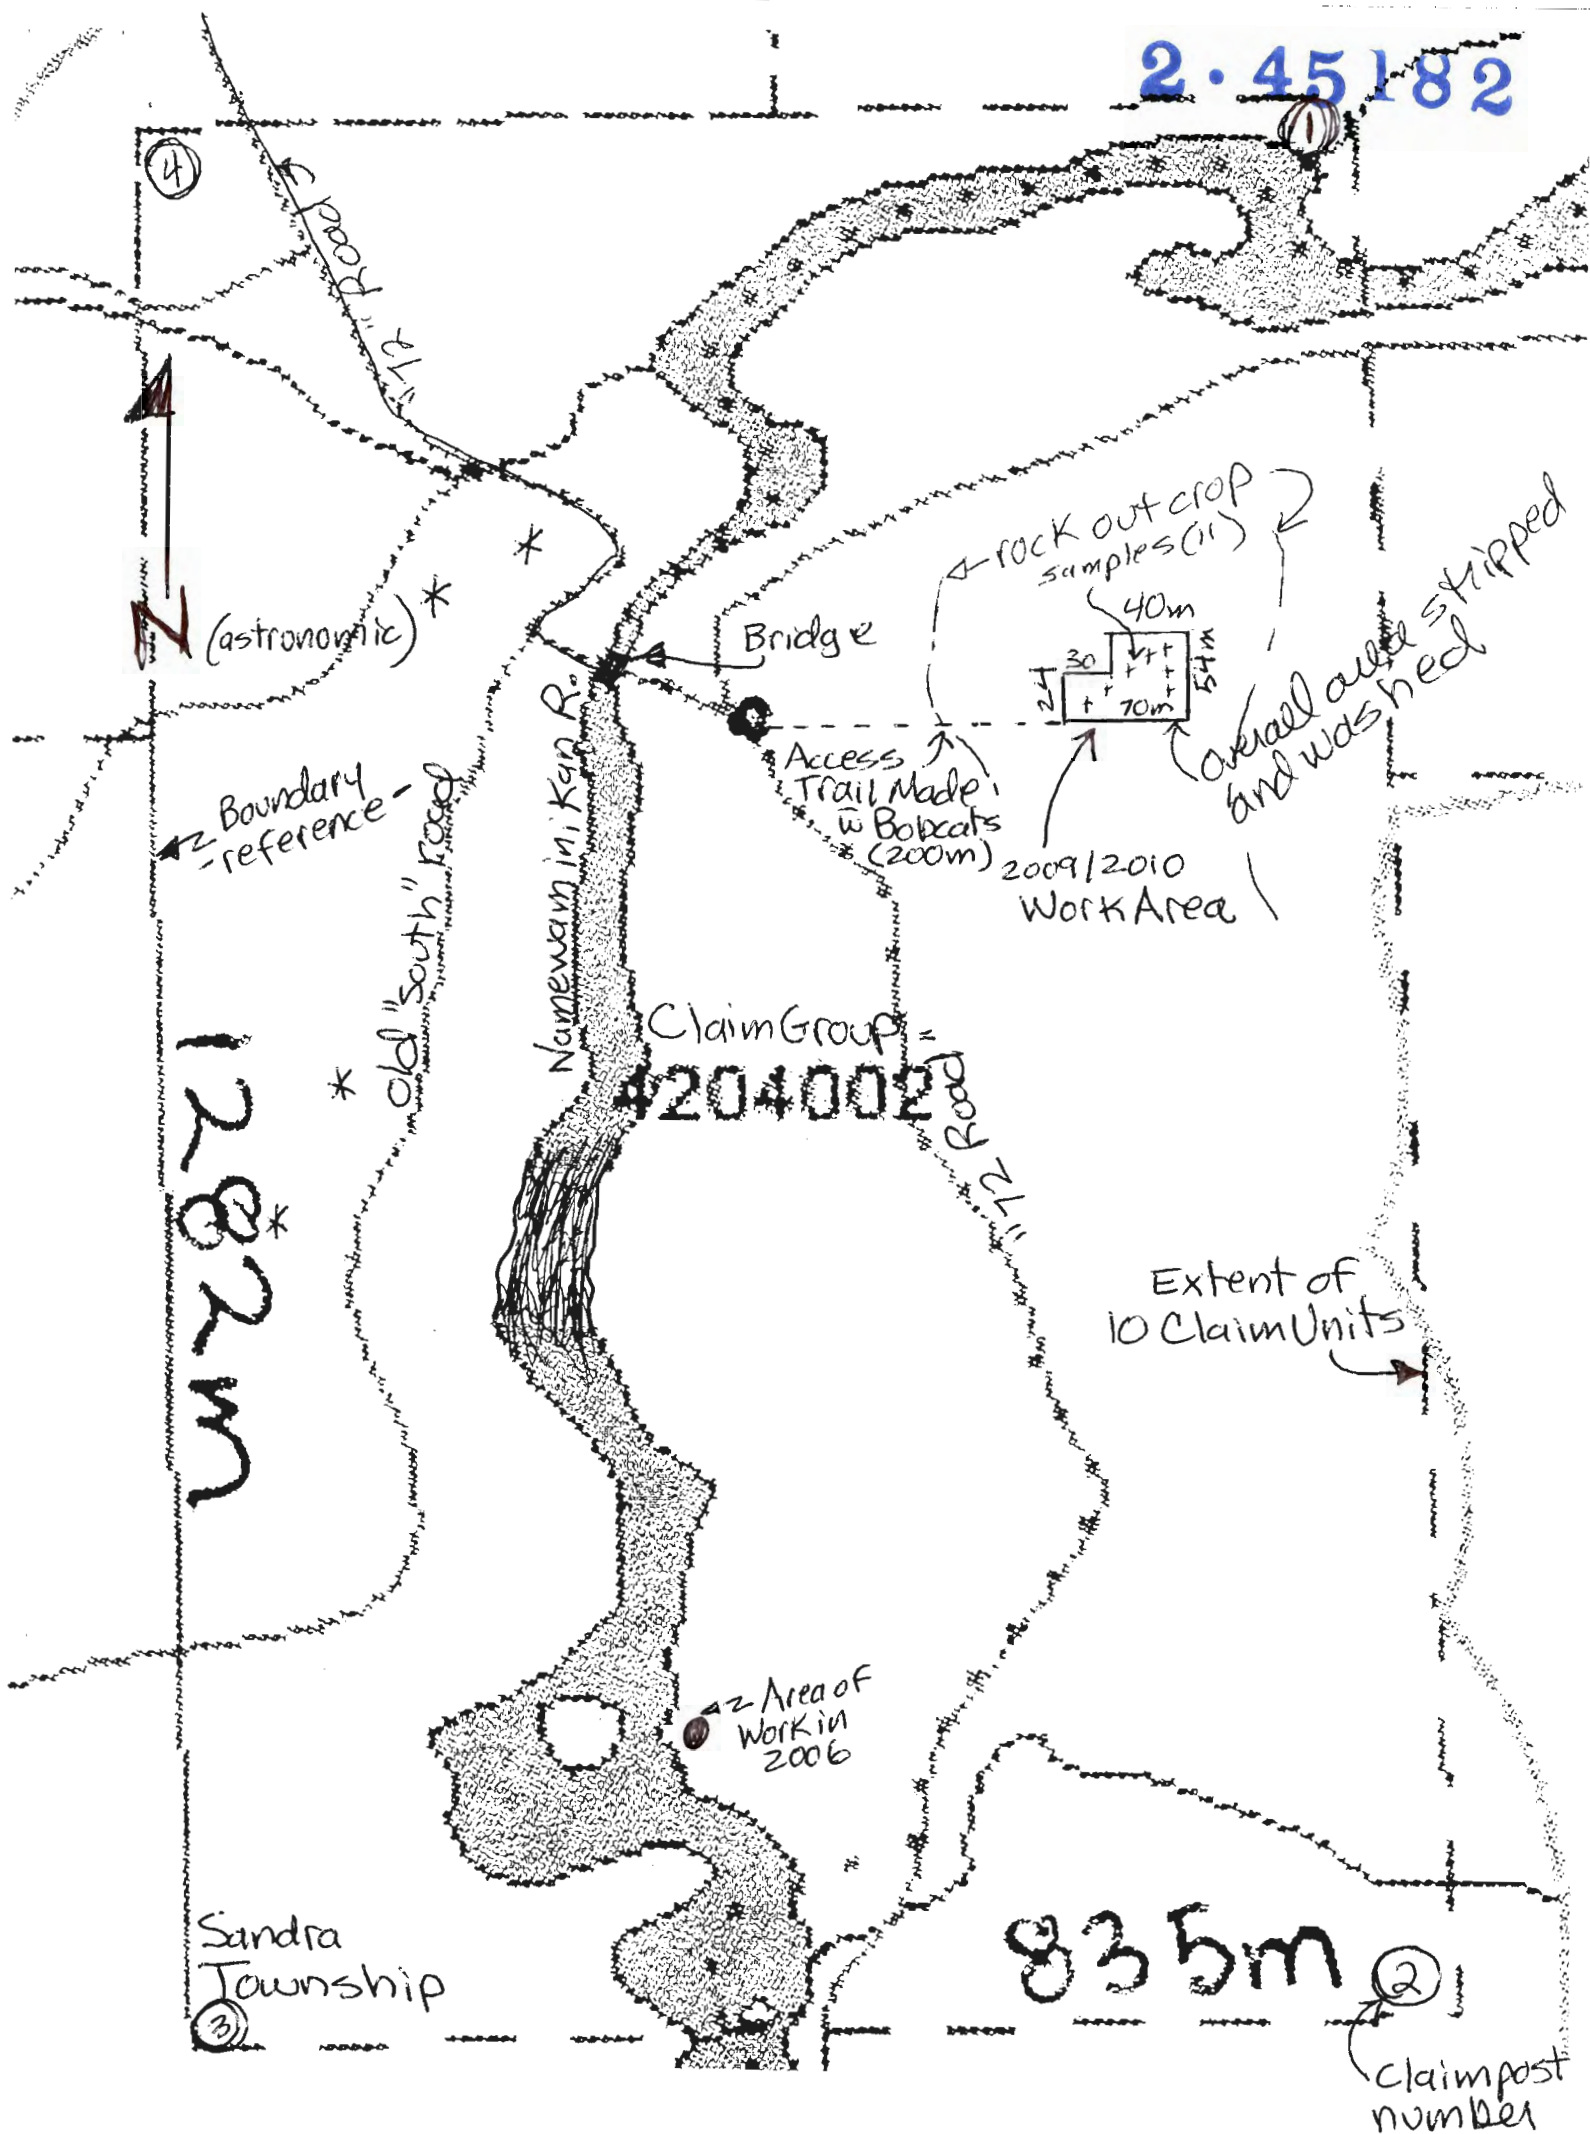 2.45182
1
4
"72" Road
N
(astronomic)
rock out crop
samples (11)
40m
30
54m
24
70m
overall area stripped
and washed
Bridge
Access
Trail Made
w Bobcats
(200m)
2009/2010
Work Area
Boundary
reference
Old "South" road
Namewaminikan R.
Claim Group =
4204002
"72 Road
1282m
Extent of
10 Claim Units
Area of
Work in
2006
Sandra
Township
3
835m
2
Claim post
number